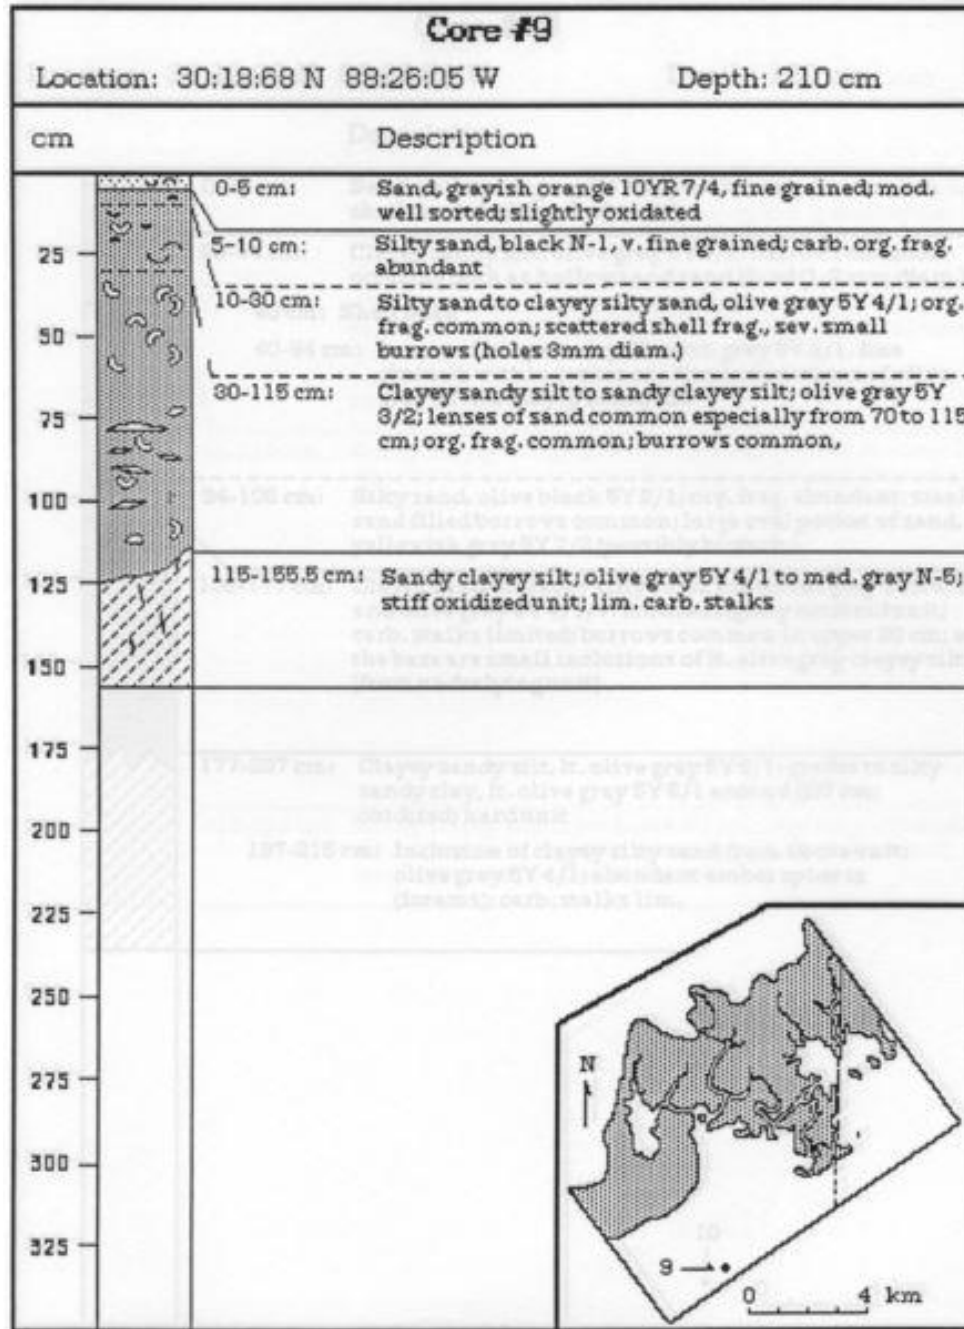 Core #9
Location: 30:18:68 N 88:26:05 W Depth: 210 cm
cm Description
0-5 cm: Sand, grayish orange 10YR 7/4, fine grained; mod.
well sorted; slightly oxidated
5-10 cm: Silty sand, black N-1, v. fine grained; carb. org. frag.
abundant
10-30 cm: Silty sand to clayey silty sand, olive gray 5Y 4/1; org.
frag. common; scattered shell frag., sev. small
burrows (holes 3mm diam.)
30-115 cm: Clayey sandy silt to sandy clayey silt; olive gray 5Y
3/2; lenses of sand common especially from 70 to 115
cm; org. frag. common; burrows common,
115-155.5 cm: Sandy clayey silt; olive gray 5Y 4/1 to med. gray N-5;
stiff oxidizedunit; lim. carb. stalks
25
50
75
100
125
150
175
200
225
250
275
300
325
N
9
0 4 km